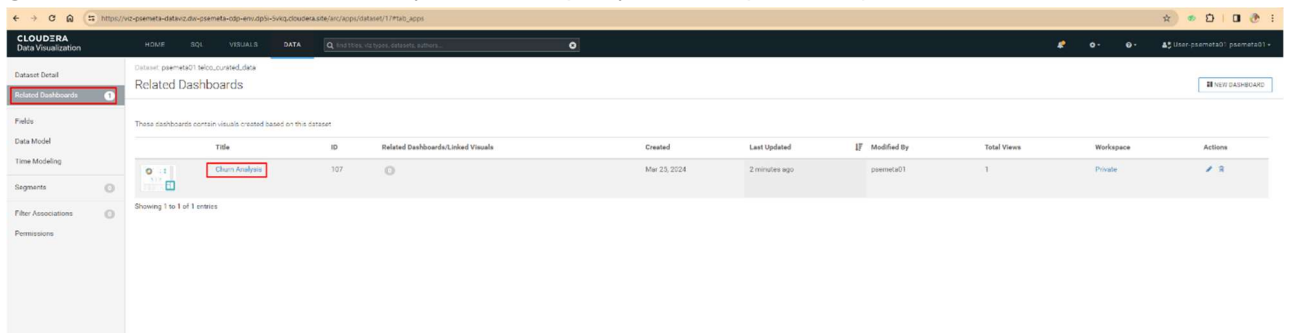 https://viz-psemeta-dataviz.dw-psemeta-cdp-env.dp5i-5vkq.cloudera.site/arc/apps/dataset/17#tab_apps
CLOUDERA
Data Visualization
HOME SQL VISUALS DATA find titles, viz types, datasets, authors...
User-psemeta01 psemeta01
Dataset: psemeta01 telco_curated_data
Dataset Detail
Related Dashboards
NEW DASHBOARD
Related Dashboards 1
Fields
These dashboards contain visuals created based on this dataset
Data Model
Title ID Related Dashboards/Linked Visuals Created Last Updated Modified By Total Views Workspace Actions
Time Modeling
Churn Analysis 107 0 Mar 23, 2024 2 minutes ago psemeta01 1 Private
Segments 0
Showing 1 to 1 of 1 entries
Filter Associations 0
Permissions